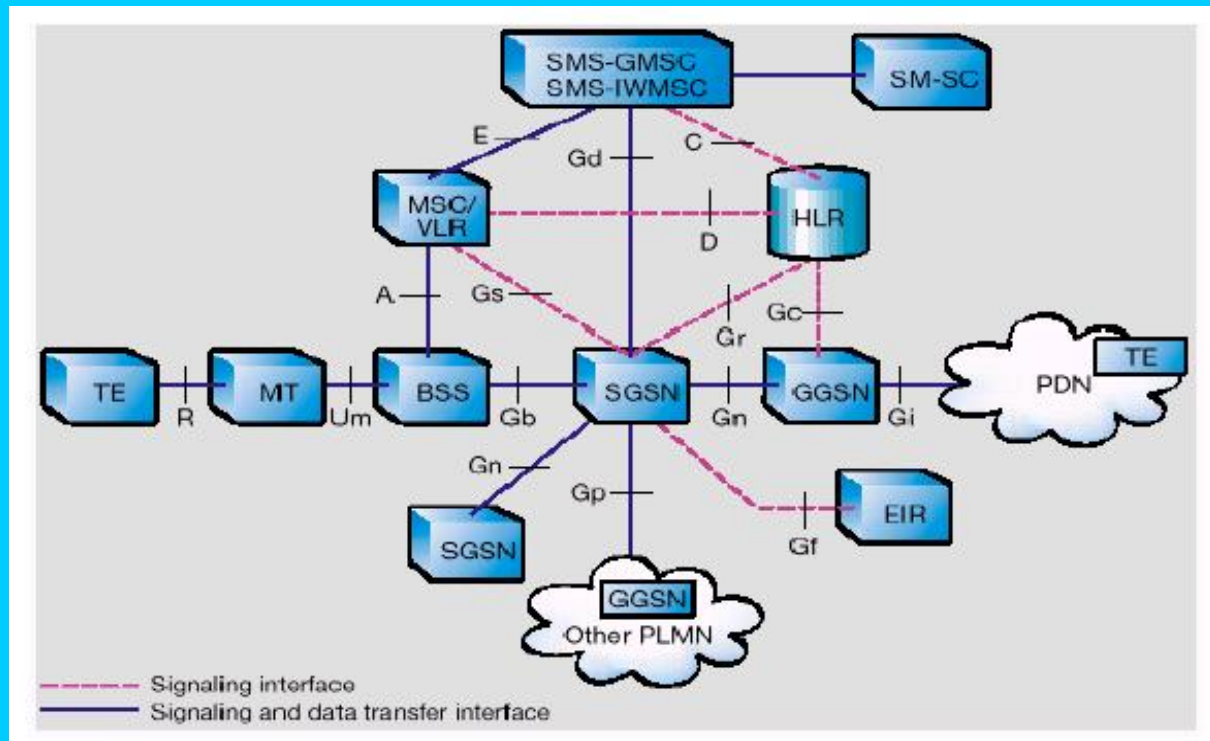 SMS-GMSC
SMS-IWMSC
SM-SC
E
Gd
C
MSC/
VLR
HLR
D
A
Gs
Gr
Gc
TE
R
MT
Um
BSS
Gb
SGSN
Gn
GGSN
Gi
PDN
TE
Gn
Gp
SGSN
EIR
Gf
GGSN
Other PLMN
Signaling interface
Signaling and data transfer interface